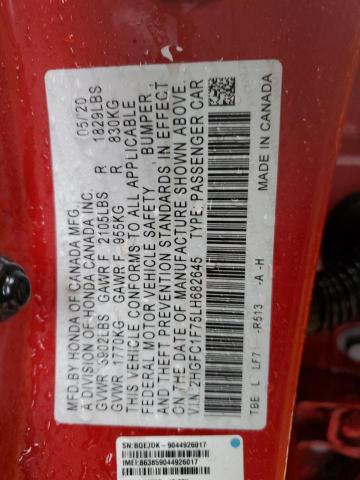 MFD BY HONDA OF CANADA MFG.
A DIVISION OF HONDA CANADA INC. 05/20
GVWR 3902LBS GAWR F 2105LBS R 1829LBS
GVWR 1770KG GAWR F 955KG R 830KG
THIS VEHICLE CONFORMS TO ALL APPLICABLE
FEDERAL MOTOR VEHICLE SAFETY, BUMPER,
AND THEFT PREVENTION STANDARDS IN EFFECT
ON THE DATE OF MANUFACTURE SHOWN ABOVE.
V.I.N: 2HGFC1F75LH682645 TYPE: PASSENGER CAR
TBE L LF7 -R513 -A -H
MADE IN CANADA
SN:BQEJDK - 9044926017
IMEI:863859044926017